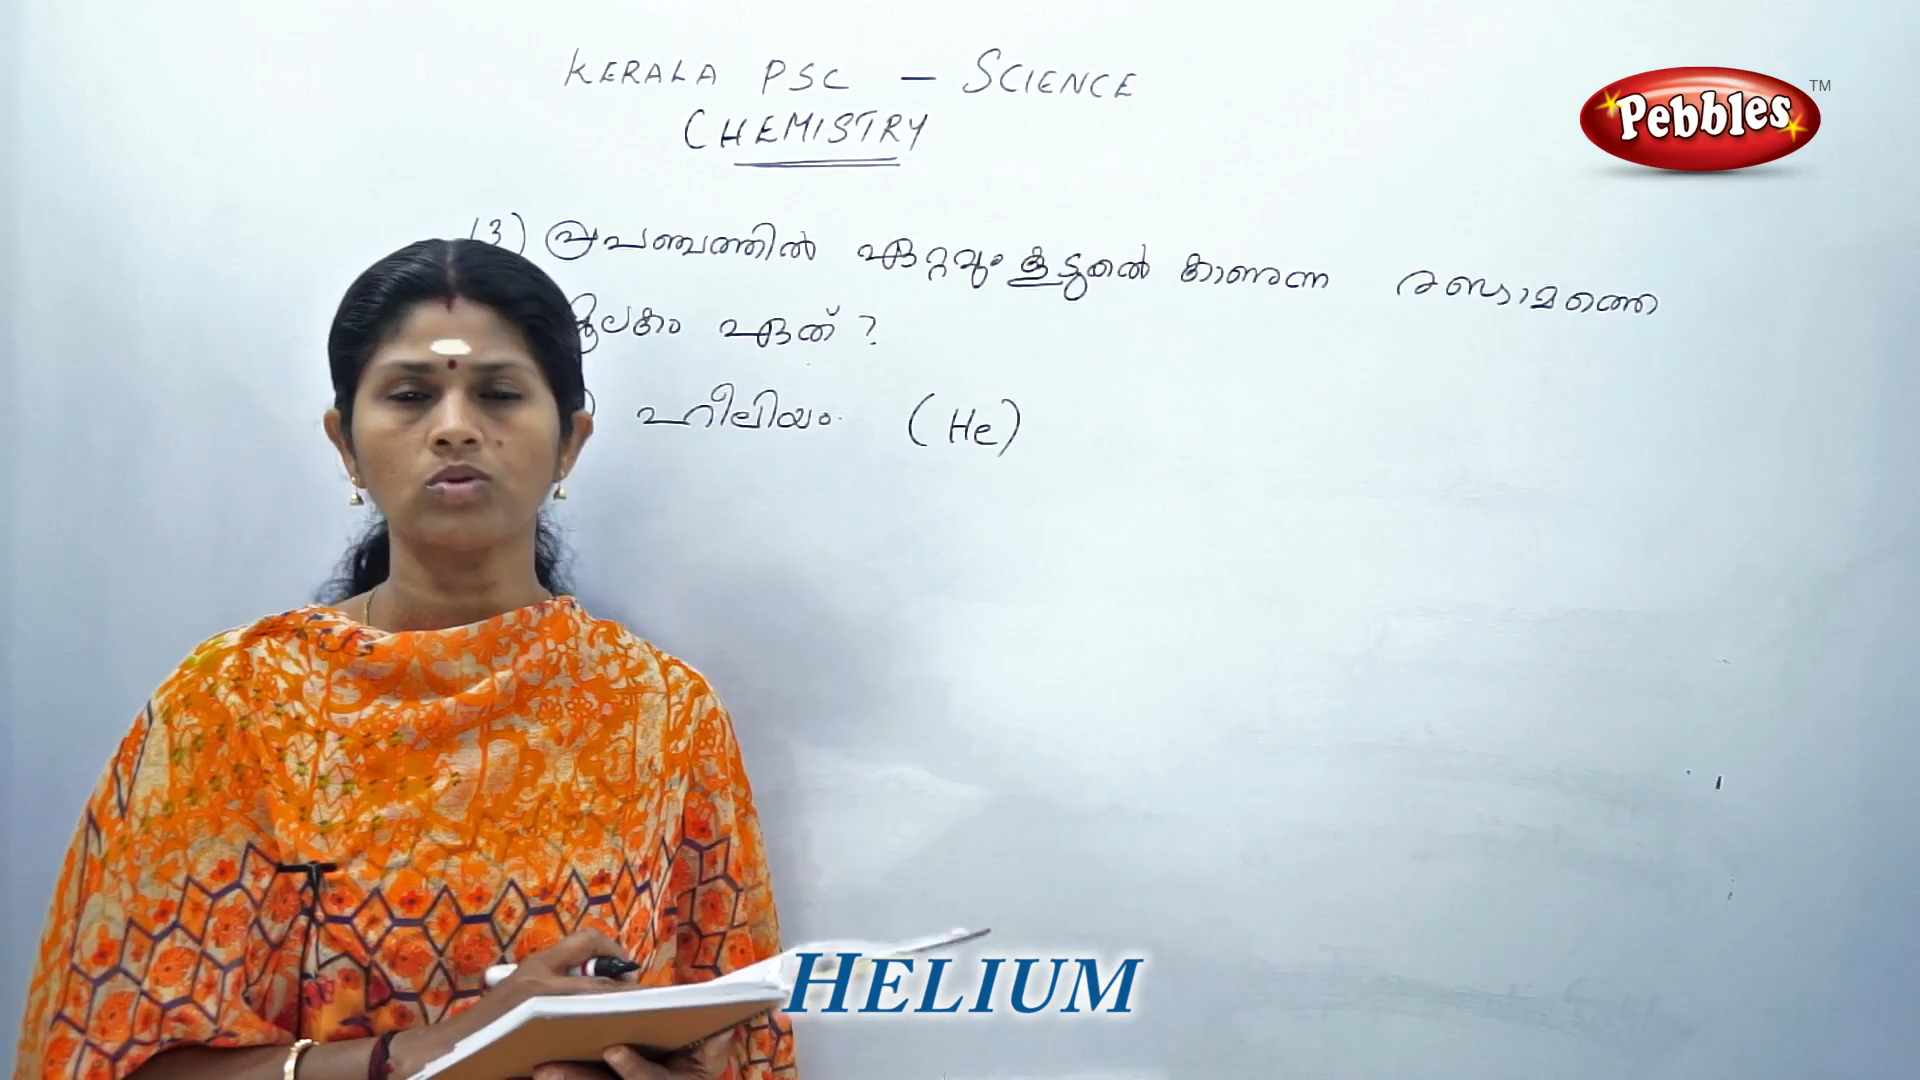 KERALA PSC – SCIENCE
CHEMISTRY
Pebbles TM
13) പ്രപഞ്ചത്തിൽ ഏറ്റവും കൂടുതൽ കാണുന്ന രണ്ടാമത്തെ
മൂലകം ഏത് ?
ഹീലിയം. (He)
HELIUM